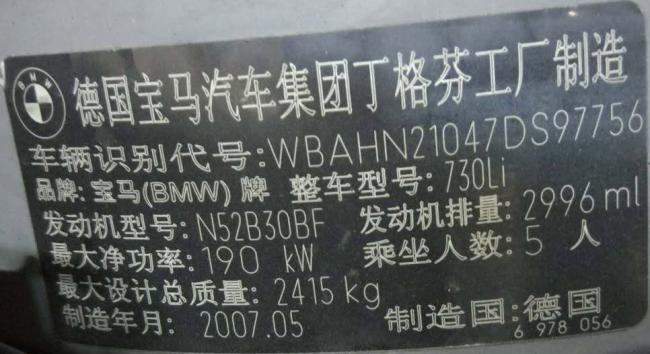 BMW
德国宝马汽车集团丁格芬工厂制造
车辆识别代号:WBAHN21047DS97756
品牌:宝马(BMW)牌 整车型号:730Li
发动机型号:N52B30BF 发动机排量:2996ml
最大净功率:190 kW 乘坐人数:5 人
最大设计总质量:2415kg
制造年月:2007.05 制造国:德国
6 978 056